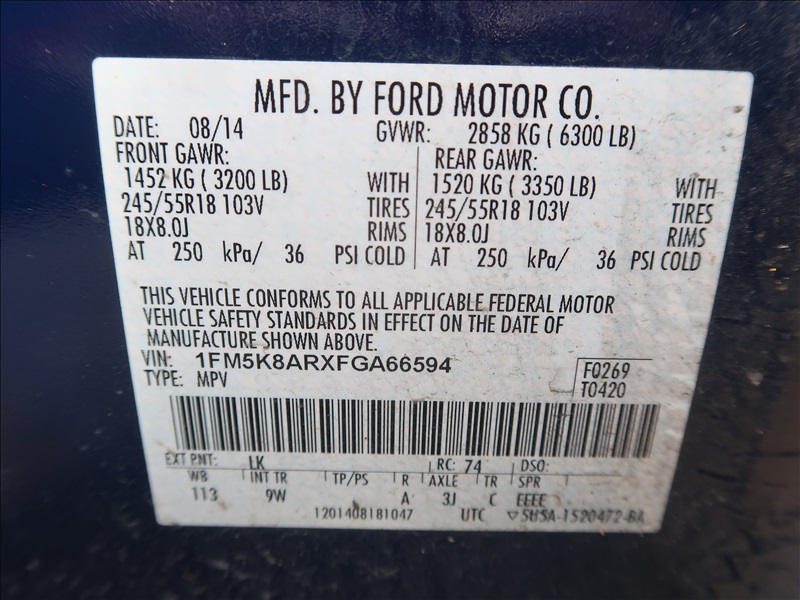 MFD. BY FORD MOTOR CO.
DATE: 08/14 GVWR: 2858 KG ( 6300 LB)
FRONT GAWR: REAR GAWR:
1452 KG ( 3200 LB) WITH 1520 KG ( 3350 LB) WITH
245/55R18 103V TIRES 245/55R18 103V TIRES
18X8.0J RIMS 18X8.0J RIMS
AT 250 kPa/ 36 PSI COLD AT 250 kPa/ 36 PSI COLD
THIS VEHICLE CONFORMS TO ALL APPLICABLE FEDERAL MOTOR
VEHICLE SAFETY STANDARDS IN EFFECT ON THE DATE OF
MANUFACTURE SHOWN ABOVE.
VIN: 1FM5K8ARXFGA66594 F0269
TYPE: MPV T0420
EXT PNT: LK RC: 74 DSO:
WB INT TR TP/PS R AXLE TR SPR
113 9W A 3J C EEEE
1201408181047 UTC ▽5U5A-1520472-BA